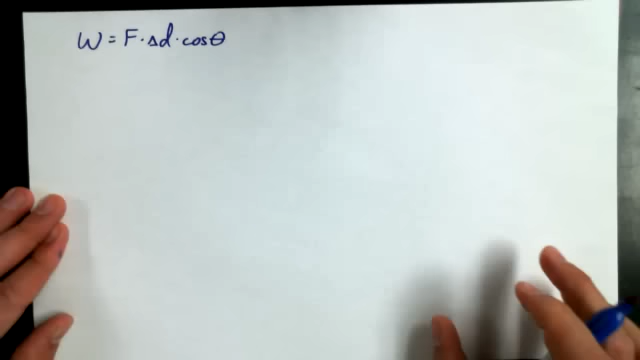 W = F · Δd · cosθ